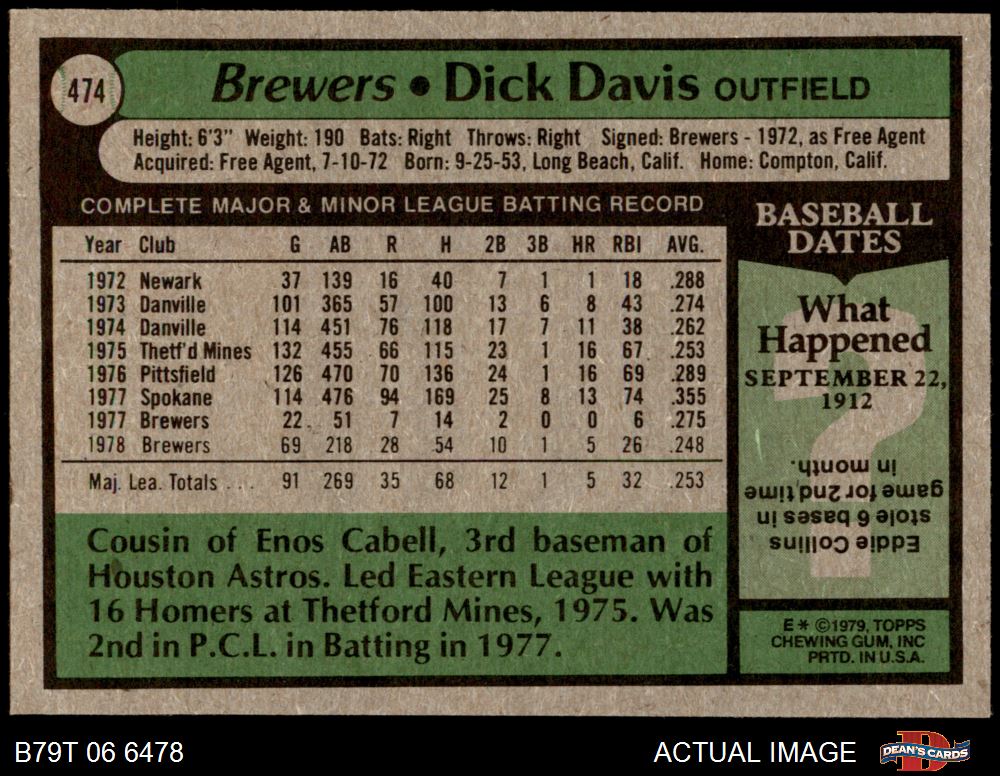 474
Brewers • Dick Davis OUTFIELD
Height: 6'3" Weight: 190 Bats: Right Throws: Right Signed: Brewers - 1972, as Free Agent
Acquired: Free Agent, 7-10-72 Born: 9-25-53, Long Beach, Calif. Home: Compton, Calif.
COMPLETE MAJOR & MINOR LEAGUE BATTING RECORD
Year Club G AB R H 2B 3B HR RBI AVG.
1972 Newark 37 139 16 40 7 1 1 18 .288
1973 Danville 101 365 57 100 13 6 8 43 .274
1974 Danville 114 451 76 118 17 7 11 38 .262
1975 Thetf'd Mines 132 455 66 115 23 1 16 67 .253
1976 Pittsfield 126 470 70 136 24 1 16 69 .289
1977 Spokane 114 476 94 169 25 8 13 74 .355
1977 Brewers 22 51 7 14 2 0 0 6 .275
1978 Brewers 69 218 28 54 10 1 5 26 .248
Maj. Lea. Totals . . . 91 269 35 68 12 1 5 32 .253
Cousin of Enos Cabell, 3rd baseman of
Houston Astros. Led Eastern League with
16 Homers at Thetford Mines, 1975. Was
2nd in P.C.L. in Batting in 1977.
BASEBALL
DATES
What
Happened
SEPTEMBER 22,
1912
Eddie Collins
stole 6 bases in
game for 2nd time
in month.
E * ©1979, TOPPS
CHEWING GUM, INC
PRTD. IN U.S.A.
B79T 06 6478
ACTUAL IMAGE
DEAN'S CARDS